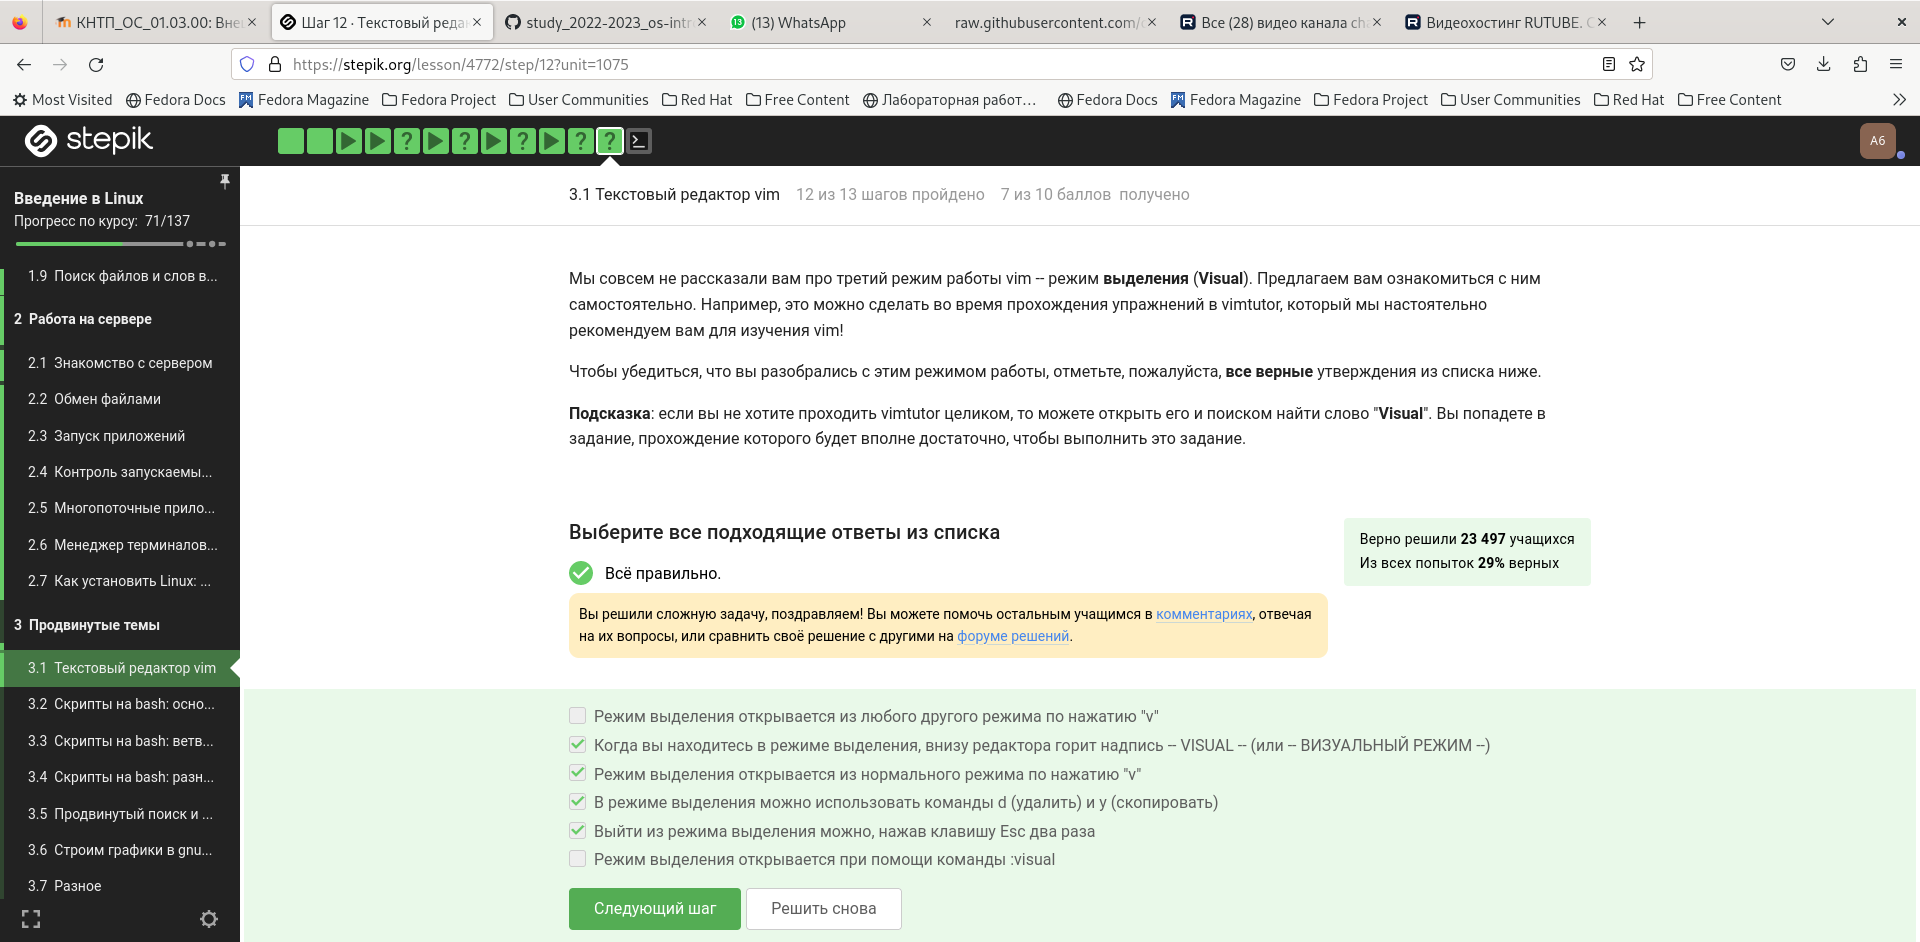 КНТП_ОС_01.03.00: Вне
Шаг 12 · Текстовый реда
study_2022-2023_os-intr
(13) WhatsApp
raw.githubusercontent.com/
Все (28) видео канала
Видеохостинг RUTUBE.
https://stepik.org/lesson/4772/step/12?unit=1075
Most Visited
Fedora Docs
Fedora Magazine
Fedora Project
User Communities
Red Hat
Free Content
Лабораторная работ…
Fedora Docs
Fedora Magazine
Fedora Project
User Communities
Red Hat
Free Content
stepik
A6
Введение в Linux
Прогресс по курсу: 71/137
1.9 Поиск файлов и слов в...
2 Работа на сервере
2.1 Знакомство с сервером
2.2 Обмен файлами
2.3 Запуск приложений
2.4 Контроль запускаемы...
2.5 Многопоточные прило...
2.6 Менеджер терминалов...
2.7 Как установить Linux: ...
3 Продвинутые темы
3.1 Текстовый редактор vim
3.2 Скрипты на bash: осно...
3.3 Скрипты на bash: ветв...
3.4 Скрипты на bash: разн...
3.5 Продвинутый поиск и ...
3.6 Строим графики в gnu...
3.7 Разное
3.1 Текстовый редактор vim 12 из 13 шагов пройдено 7 из 10 баллов получено
Мы совсем не рассказали вам про третий режим работы vim -- режим выделения (Visual). Предлагаем вам ознакомиться с ним
самостоятельно. Например, это можно сделать во время прохождения упражнений в vimtutor, который мы настоятельно
рекомендуем вам для изучения vim!
Чтобы убедиться, что вы разобрались с этим режимом работы, отметьте, пожалуйста, все верные утверждения из списка ниже.
Подсказка: если вы не хотите проходить vimtutor целиком, то можете открыть его и поиском найти слово "Visual". Вы попадете в
задание, прохождение которого будет вполне достаточно, чтобы выполнить это задание.
Выберите все подходящие ответы из списка
Верно решили 23 497 учащихся
Из всех попыток 29% верных
Всё правильно.
Вы решили сложную задачу, поздравляем! Вы можете помочь остальным учащимся в комментариях, отвечая
на их вопросы, или сравнить своё решение с другими на форуме решений.
Режим выделения открывается из любого другого режима по нажатию "v"
Когда вы находитесь в режиме выделения, внизу редактора горит надпись -- VISUAL -- (или -- ВИЗУАЛЬНЫЙ РЕЖИМ --)
Режим выделения открывается из нормального режима по нажатию "v"
В режиме выделения можно использовать команды d (удалить) и y (скопировать)
Выйти из режима выделения можно, нажав клавишу Esc два раза
Режим выделения открывается при помощи команды :visual
Следующий шаг
Решить снова